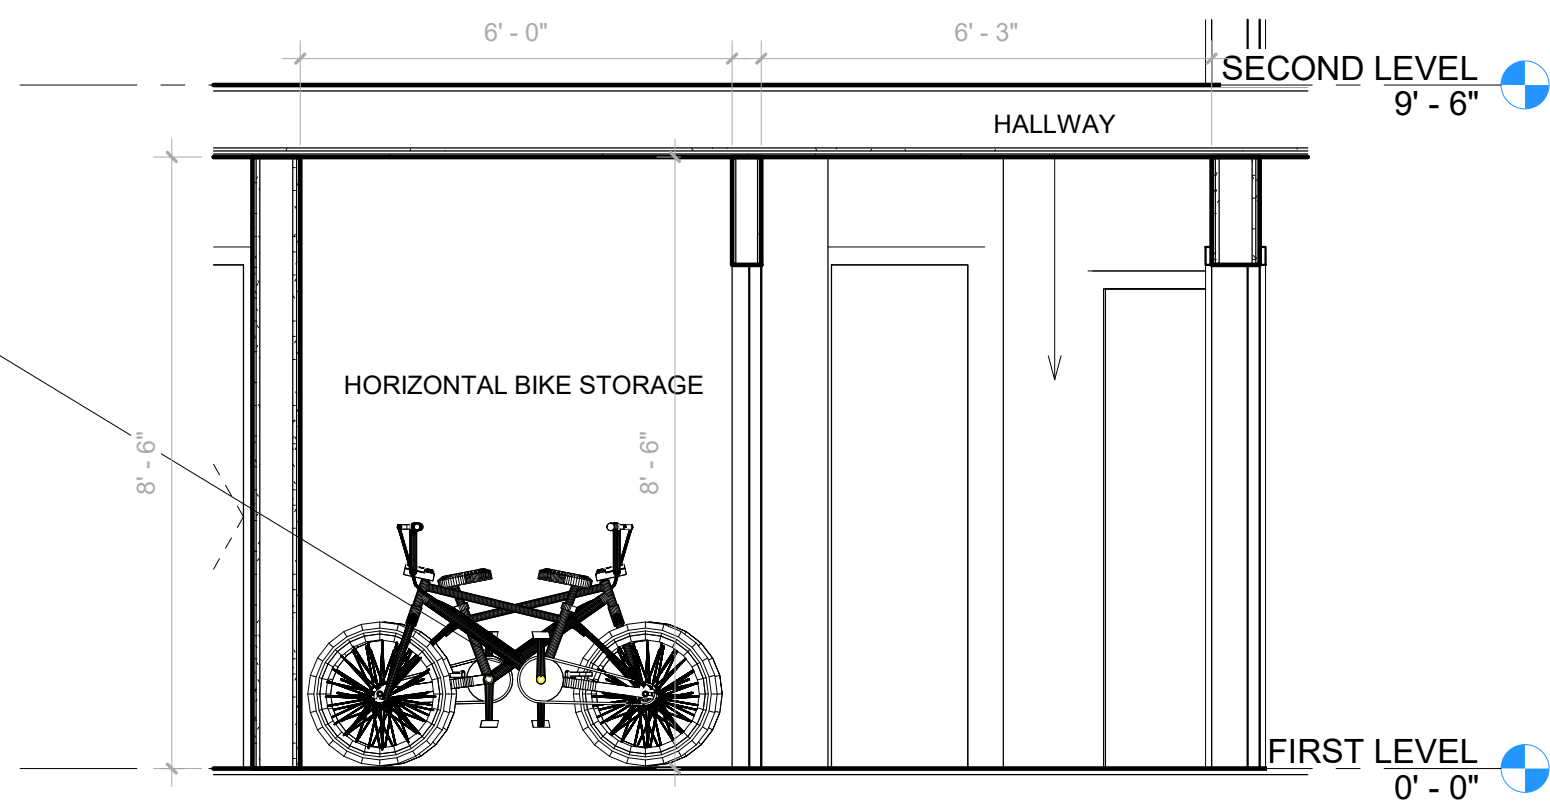 6' - 0"
6' - 3"
SECOND LEVEL
9' - 6"
HALLWAY
HORIZONTAL BIKE STORAGE
8' - 6"
8' - 6"
FIRST LEVEL
0' - 0"